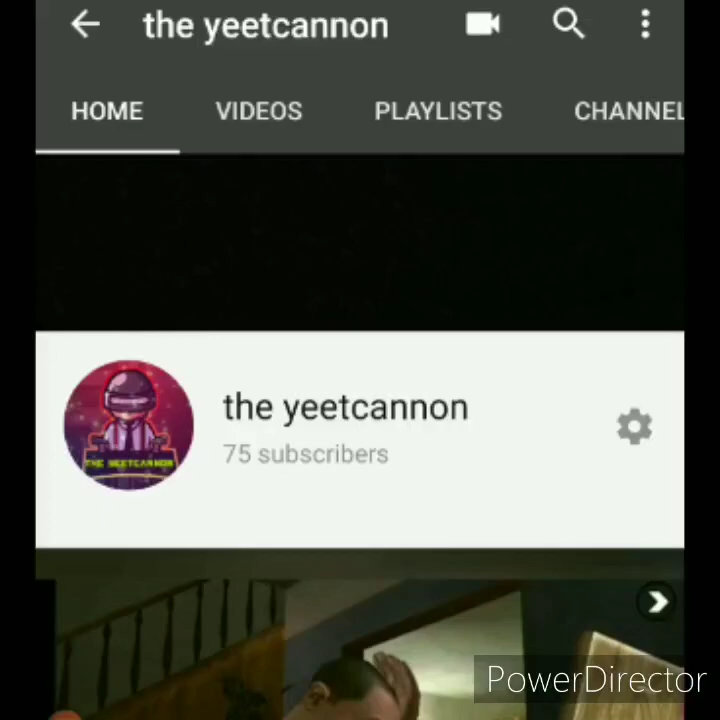 the yeetcannon
HOME VIDEOS PLAYLISTS CHANNEL
the yeetcannon
75 subscribers
THE YEETCANNON
PowerDirector